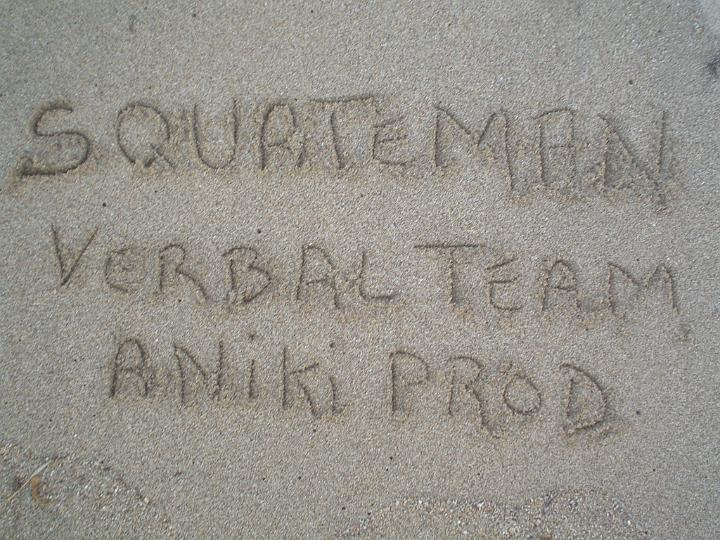 SQUATEMAN
VERBAL TEAM
ANiKi PROD